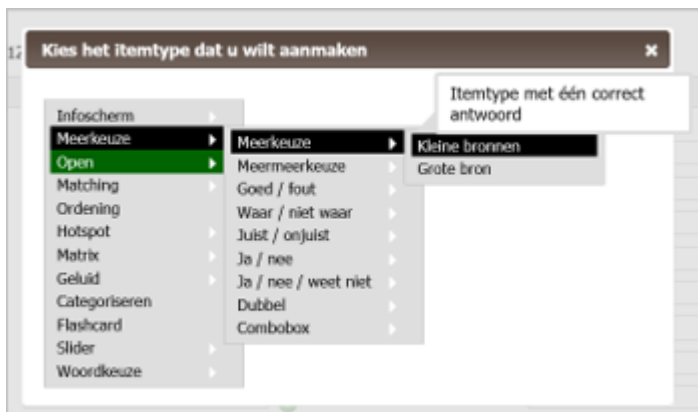 12
Kies het itemtype dat u wilt aanmaken
Itemtype met één correct
antwoord
Infoscherm
Meerkeuze
Open
Matching
Ordening
Hotspot
Matrix
Geluid
Categoriseren
Flashcard
Slider
Woordkeuze
Meerkeuze
Meermeerkeuze
Goed / fout
Waar / niet waar
Juist / onjuist
Ja / nee
Ja / nee / weet niet
Dubbel
Combobox
Kleine bronnen
Grote bron